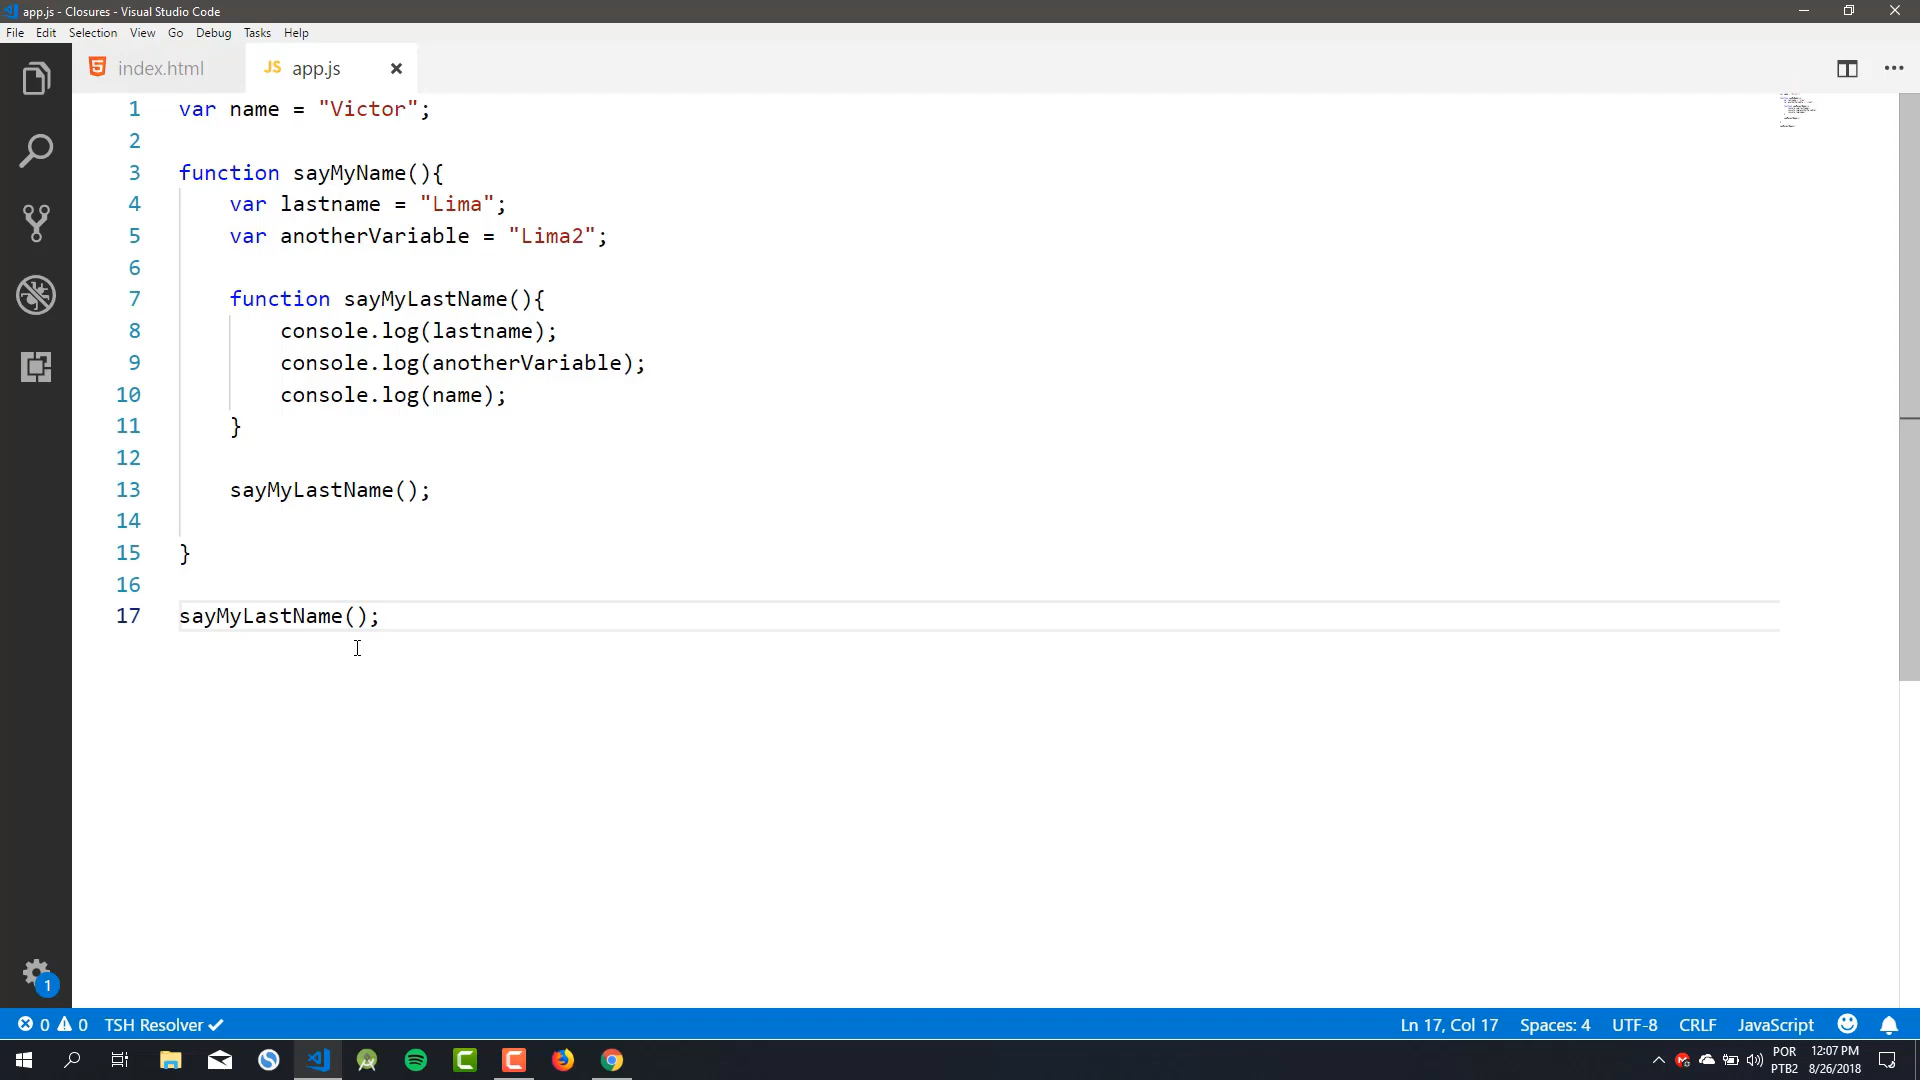 app.js - Closures - Visual Studio Code
File Edit Selection View Go Debug Tasks Help
index.html JS app.js
1 var name = "Victor";
2
3 function sayMyName(){
4 var lastname = "Lima";
5 var anotherVariable = "Lima2";
6
7 function sayMyLastName(){
8 console.log(lastname);
9 console.log(anotherVariable);
10 console.log(name);
11 }
12
13 sayMyLastName();
14
15 }
16
17 sayMyLastName();
1
0 0 TSH Resolver Ln 17, Col 17 Spaces: 4 UTF-8 CRLF JavaScript
POR 12:07 PM
PTB2 8/26/2018